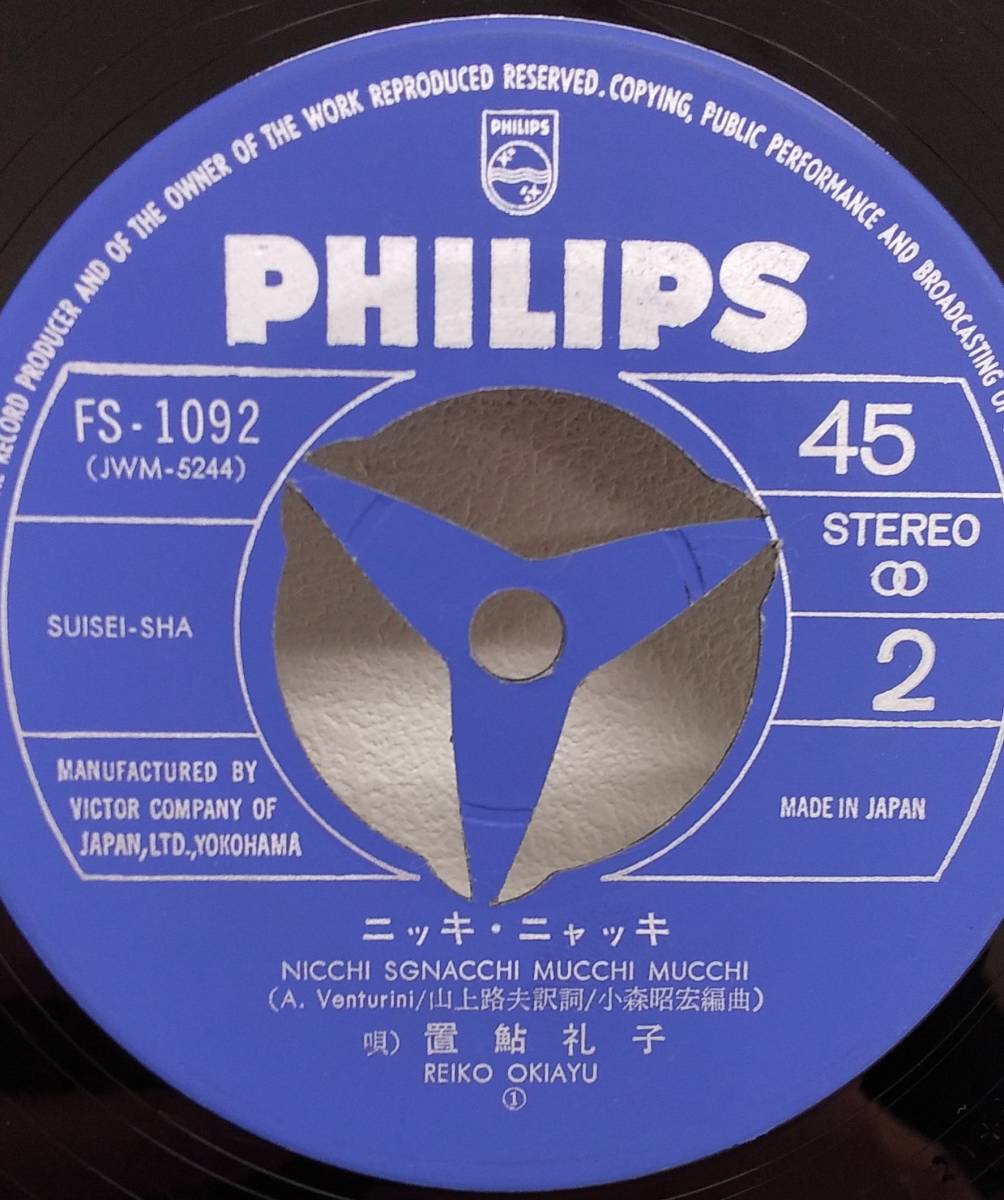 RECORD PRODUCER AND OF THE OWNER OF THE WORK REPRODUCED RESERVED. COPYING, PUBLIC PERFORMANCE AND BROADCASTING
PHILIPS
PHILIPS
FS-1092
(JWM-5244)
45
STEREO
SUISEI-SHA
2
MANUFACTURED BY
VICTOR COMPANY OF
JAPAN,LTD.,YOKOHAMA
MADE IN JAPAN
ニッキ・ニャッキ
NICCHI SGNACCHI MUCCHI MUCCHI
(A. Venturini/山上路夫訳詞/小森昭宏編曲)
唄) 置鮎礼子
REIKO OKIAYU
①